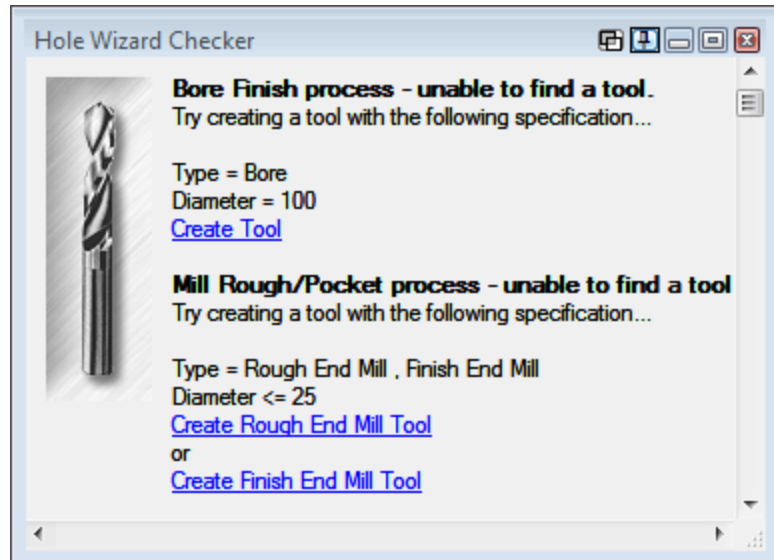 Hole Wizard Checker
Bore Finish process - unable to find a tool.
Try creating a tool with the following specification...
Type = Bore
Diameter = 100
Create Tool
Mill Rough/Pocket process - unable to find a tool
Try creating a tool with the following specification...
Type = Rough End Mill , Finish End Mill
Diameter <= 25
Create Rough End Mill Tool
or
Create Finish End Mill Tool